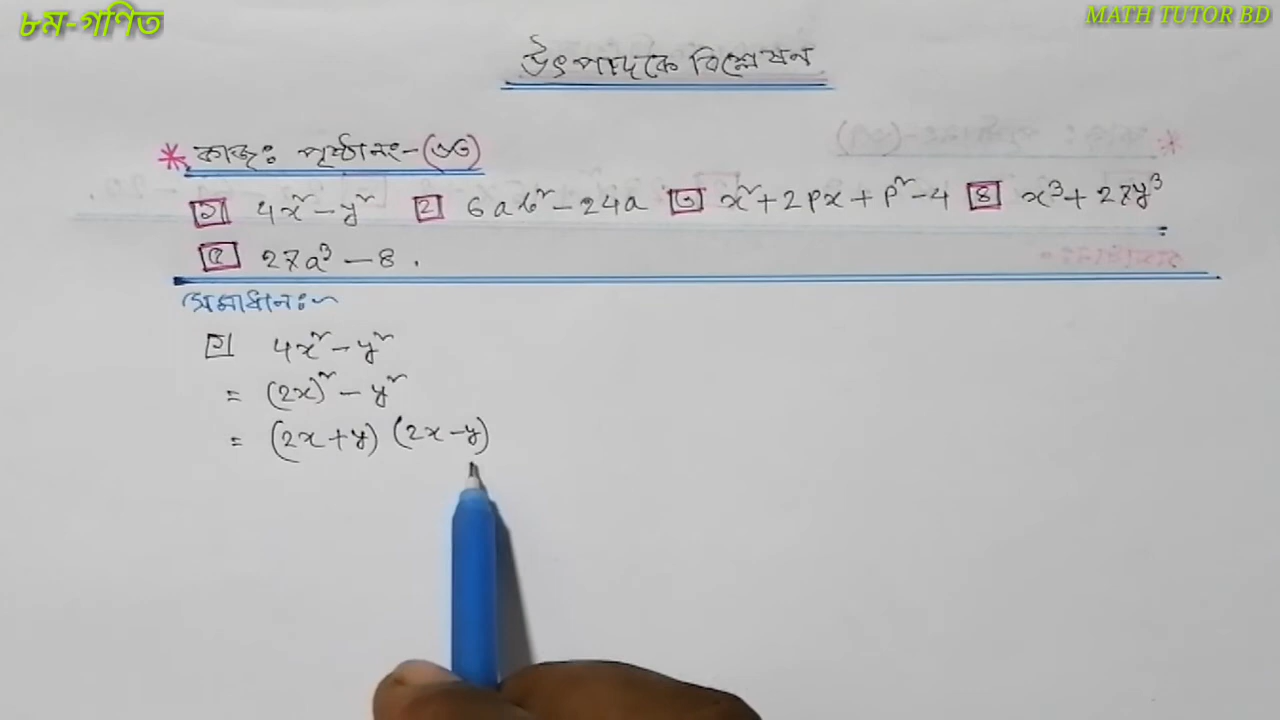 ৮ম-গণিত
MATH TUTOR BD
উৎপাদকে বিশ্লেষন
* কাজঃ পৃষ্ঠানং-(৬৩)
১ 4x²-y² ২ 6ab²-24a ৩ x²+2px+p²-4 ৪ x³+27y³
৫ 27a³-8.
সমাধানঃ~
১ 4x²-y²
= (2x)²-y²
= (2x+y) (2x-y)